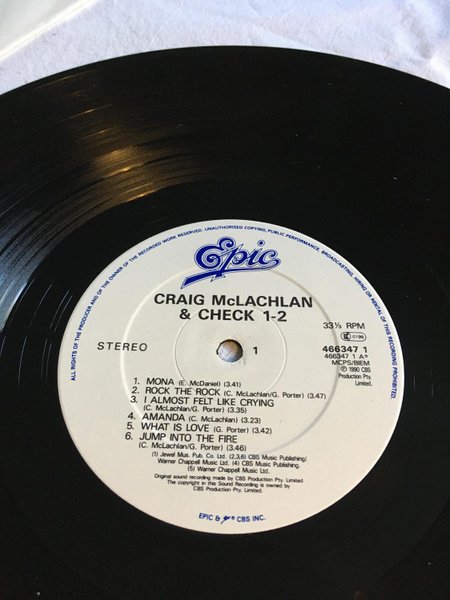 ALL RIGHTS OF THE PRODUCER AND OF THE OWNER OF THE RECORDED WORK RESERVED. UNAUTHORISED COPYING, PUBLIC PERFORMANCE, BROADCASTING, HIRING OR RENTAL OF THIS RECORDING PROHIBITED.
Epic
CRAIG McLACHLAN
& CHECK 1-2
33⅓ RPM
0199
STEREO
1
466347 1
466347 1 A®
MCPS/BIEM
℗ 1990 CBS
Production Pty.
Limited.
1. MONA (E. McDaniel) (3.41)
2. ROCK THE ROCK (C. McLachlan/G. Porter) (3.47)
3. I ALMOST FELT LIKE CRYING
(C. McLachlan/G. Porter) (3.35)
4. AMANDA (C. McLachlan) (3.23)
5. WHAT IS LOVE (G. Porter) (3.42)
6. JUMP INTO THE FIRE
(C. McLachlan/G. Porter) (3.46)
(1) Jewel Mus. Pub. Co. Ltd. (2,3,6) CBS Music Publishing/
Warner Chappell Music Ltd. (4) CBS Music Publishing.
(5) Warner Chappell Music Ltd.
Original sound recording made by CBS Production Pty. Limited.
The copyright in this Sound Recording is owned by
CBS Production Pty. Limited.
EPIC & ® CBS INC.